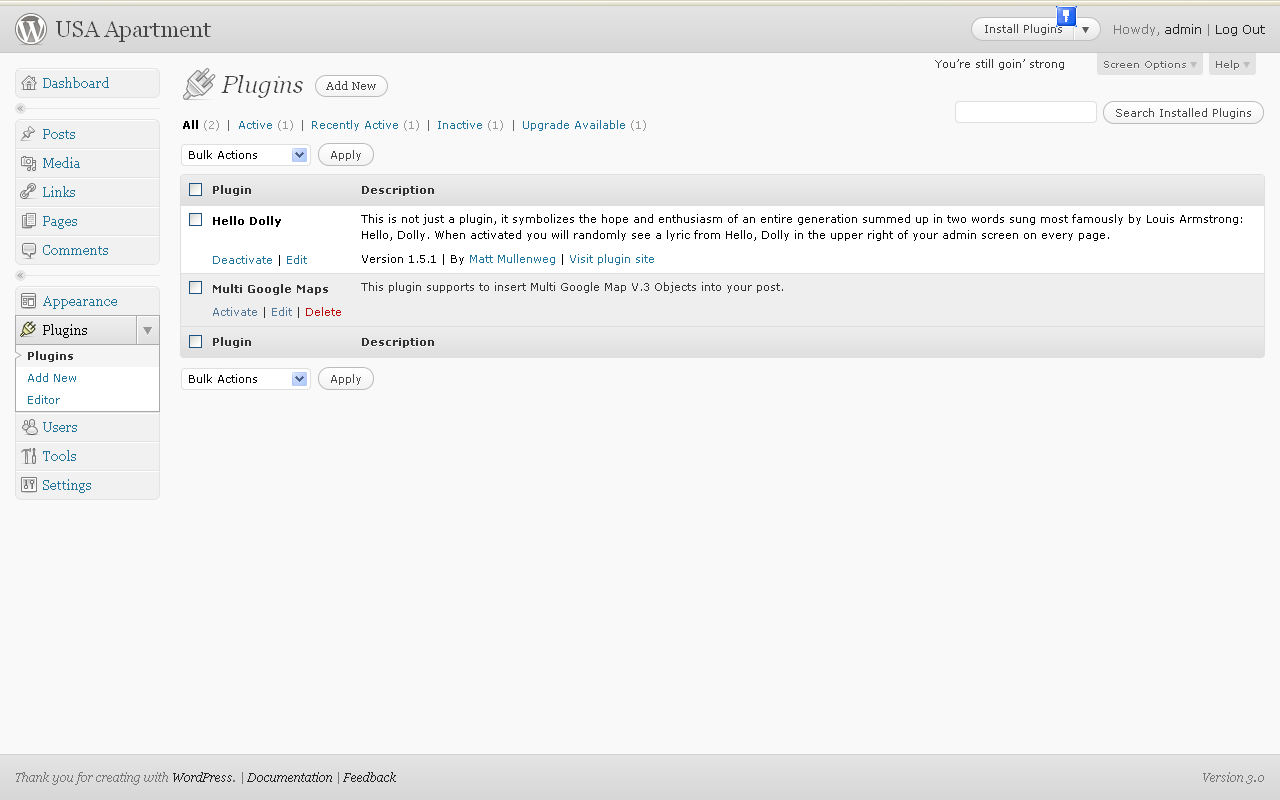 USA Apartment
Install Plugins
Howdy, admin | Log Out
You're still goin' strong
Screen Options
Help
Dashboard
Posts
Media
Links
Pages
Comments
Appearance
Plugins
Plugins
Add New
Editor
Users
Tools
Settings
Plugins
Add New
All (2) | Active (1) | Recently Active (1) | Inactive (1) | Upgrade Available (1)
Search Installed Plugins
Bulk Actions
Apply
Plugin Description
Hello Dolly
This is not just a plugin, it symbolizes the hope and enthusiasm of an entire generation summed up in two words sung most famously by Louis Armstrong:
Hello, Dolly. When activated you will randomly see a lyric from Hello, Dolly in the upper right of your admin screen on every page.
Deactivate | Edit
Version 1.5.1 | By Matt Mullenweg | Visit plugin site
Multi Google Maps
This plugin supports to insert Multi Google Map V.3 Objects into your post.
Activate | Edit | Delete
Plugin Description
Bulk Actions
Apply
Thank you for creating with WordPress. | Documentation | Feedback
Version 3.0